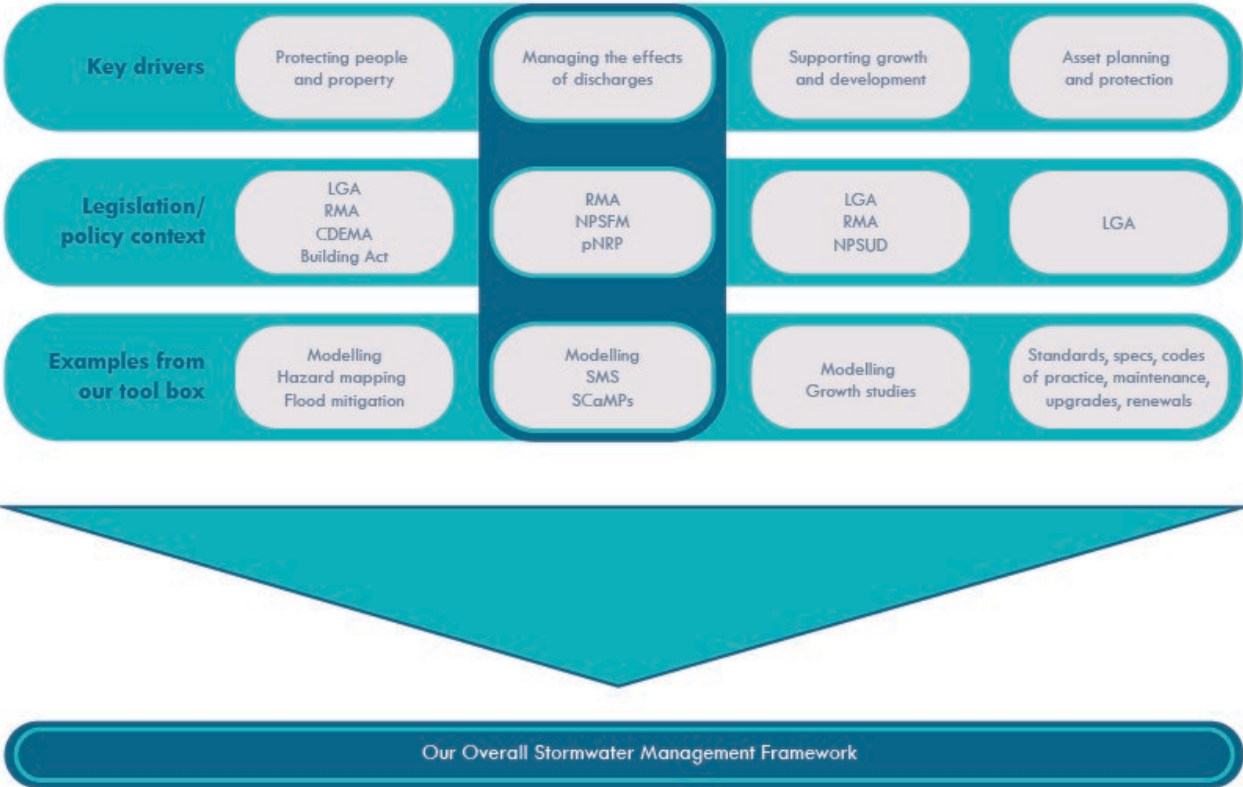 Key drivers
Protecting people
and property
Managing the effects
of discharges
Supporting growth
and development
Asset planning
and protection
Legislation/
policy context
LGA
RMA
CDEMA
Building Act
RMA
NPSFM
pNRP
LGA
RMA
NPSUD
LGA
Examples from
our tool box
Modelling
Hazard mapping
Flood mitigation
Modelling
SMS
SCaMPs
Modelling
Growth studies
Standards, specs, codes
of practice, maintenance,
upgrades, renewals
Our Overall Stormwater Management Framework